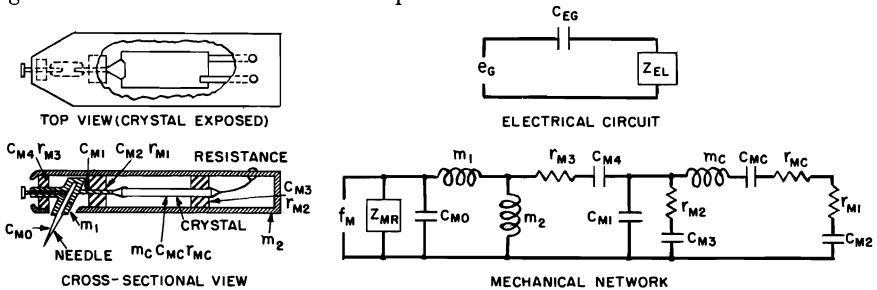 TOP VIEW (CRYSTAL EXPOSED)
C_M4 r_M3 C_M1 C_M2 r_M1 RESISTANCE
C_M3
r_M2
C_M0
m_1
CRYSTAL
m_2
NEEDLE
m_C C_MC r_MC
CROSS-SECTIONAL VIEW
C_EG
e_G
Z_EL
ELECTRICAL CIRCUIT
m_1
r_M3
C_M4
m_C
C_MC
r_MC
f_M
Z_MR
C_M0
m_2
C_M1
r_M2
C_M3
r_M1
C_M2
MECHANICAL NETWORK